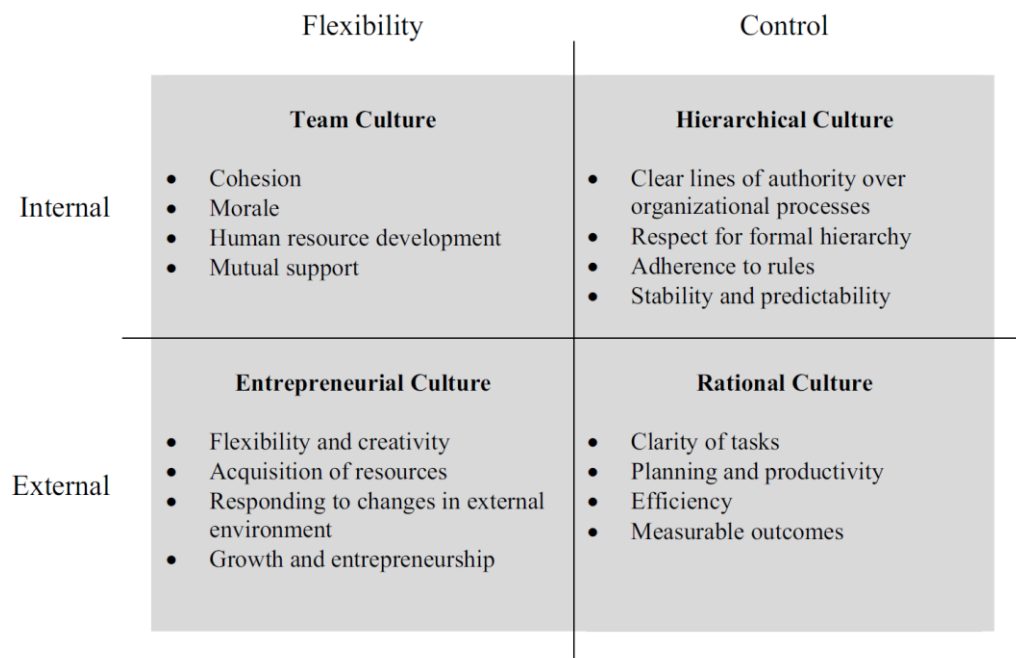 Flexibility
Control
Internal
Team Culture
• Cohesion
• Morale
• Human resource development
• Mutual support
Hierarchical Culture
• Clear lines of authority over
organizational processes
• Respect for formal hierarchy
• Adherence to rules
• Stability and predictability
External
Entrepreneurial Culture
• Flexibility and creativity
• Acquisition of resources
• Responding to changes in external
environment
• Growth and entrepreneurship
Rational Culture
• Clarity of tasks
• Planning and productivity
• Efficiency
• Measurable outcomes